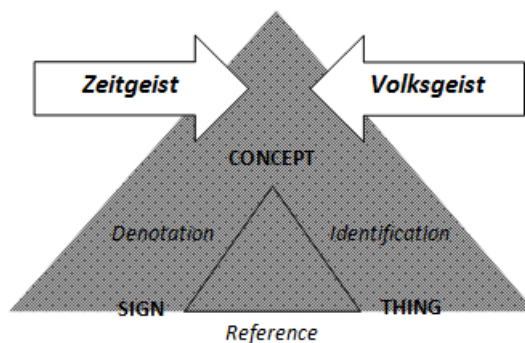 Zeitgeist
Volksgeist
CONCEPT
Denotation
Identification
SIGN
THING
Reference